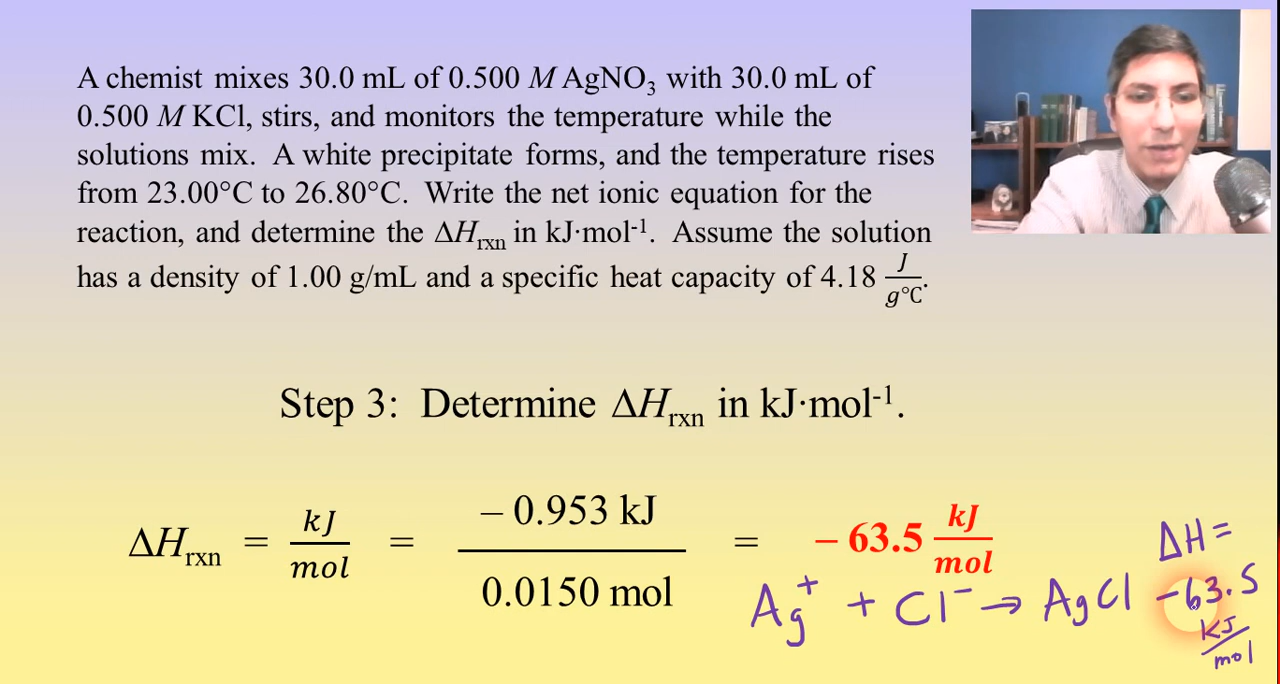 A chemist mixes 30.0 mL of 0.500 M AgNO₃ with 30.0 mL of
0.500 M KCl, stirs, and monitors the temperature while the
solutions mix. A white precipitate forms, and the temperature rises
from 23.00°C to 26.80°C. Write the net ionic equation for the
reaction, and determine the ΔHrxn in kJ·mol⁻¹. Assume the solution
has a density of 1.00 g/mL and a specific heat capacity of 4.18 J/g°C.
Step 3: Determine ΔHrxn in kJ·mol⁻¹.
ΔHrxn = kJ/mol = – 0.953 kJ/0.0150 mol = – 63.5 kJ/mol
Ag⁺ + Cl⁻ → AgCl
ΔH =
-63.5
kJ/mol